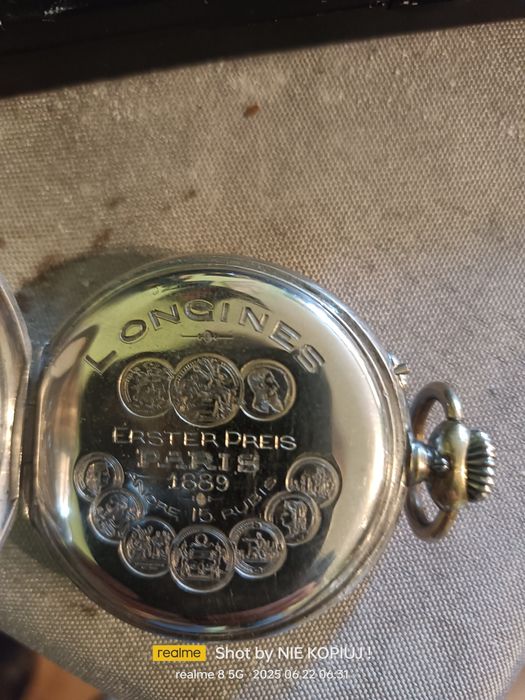 LONGINES
ERSTER PREIS
PARIS
1889
ANCRE 15 RUBIS
realme Shot by NIE KOPIUJ !
realme 8 5G 2025.06.22 06:31